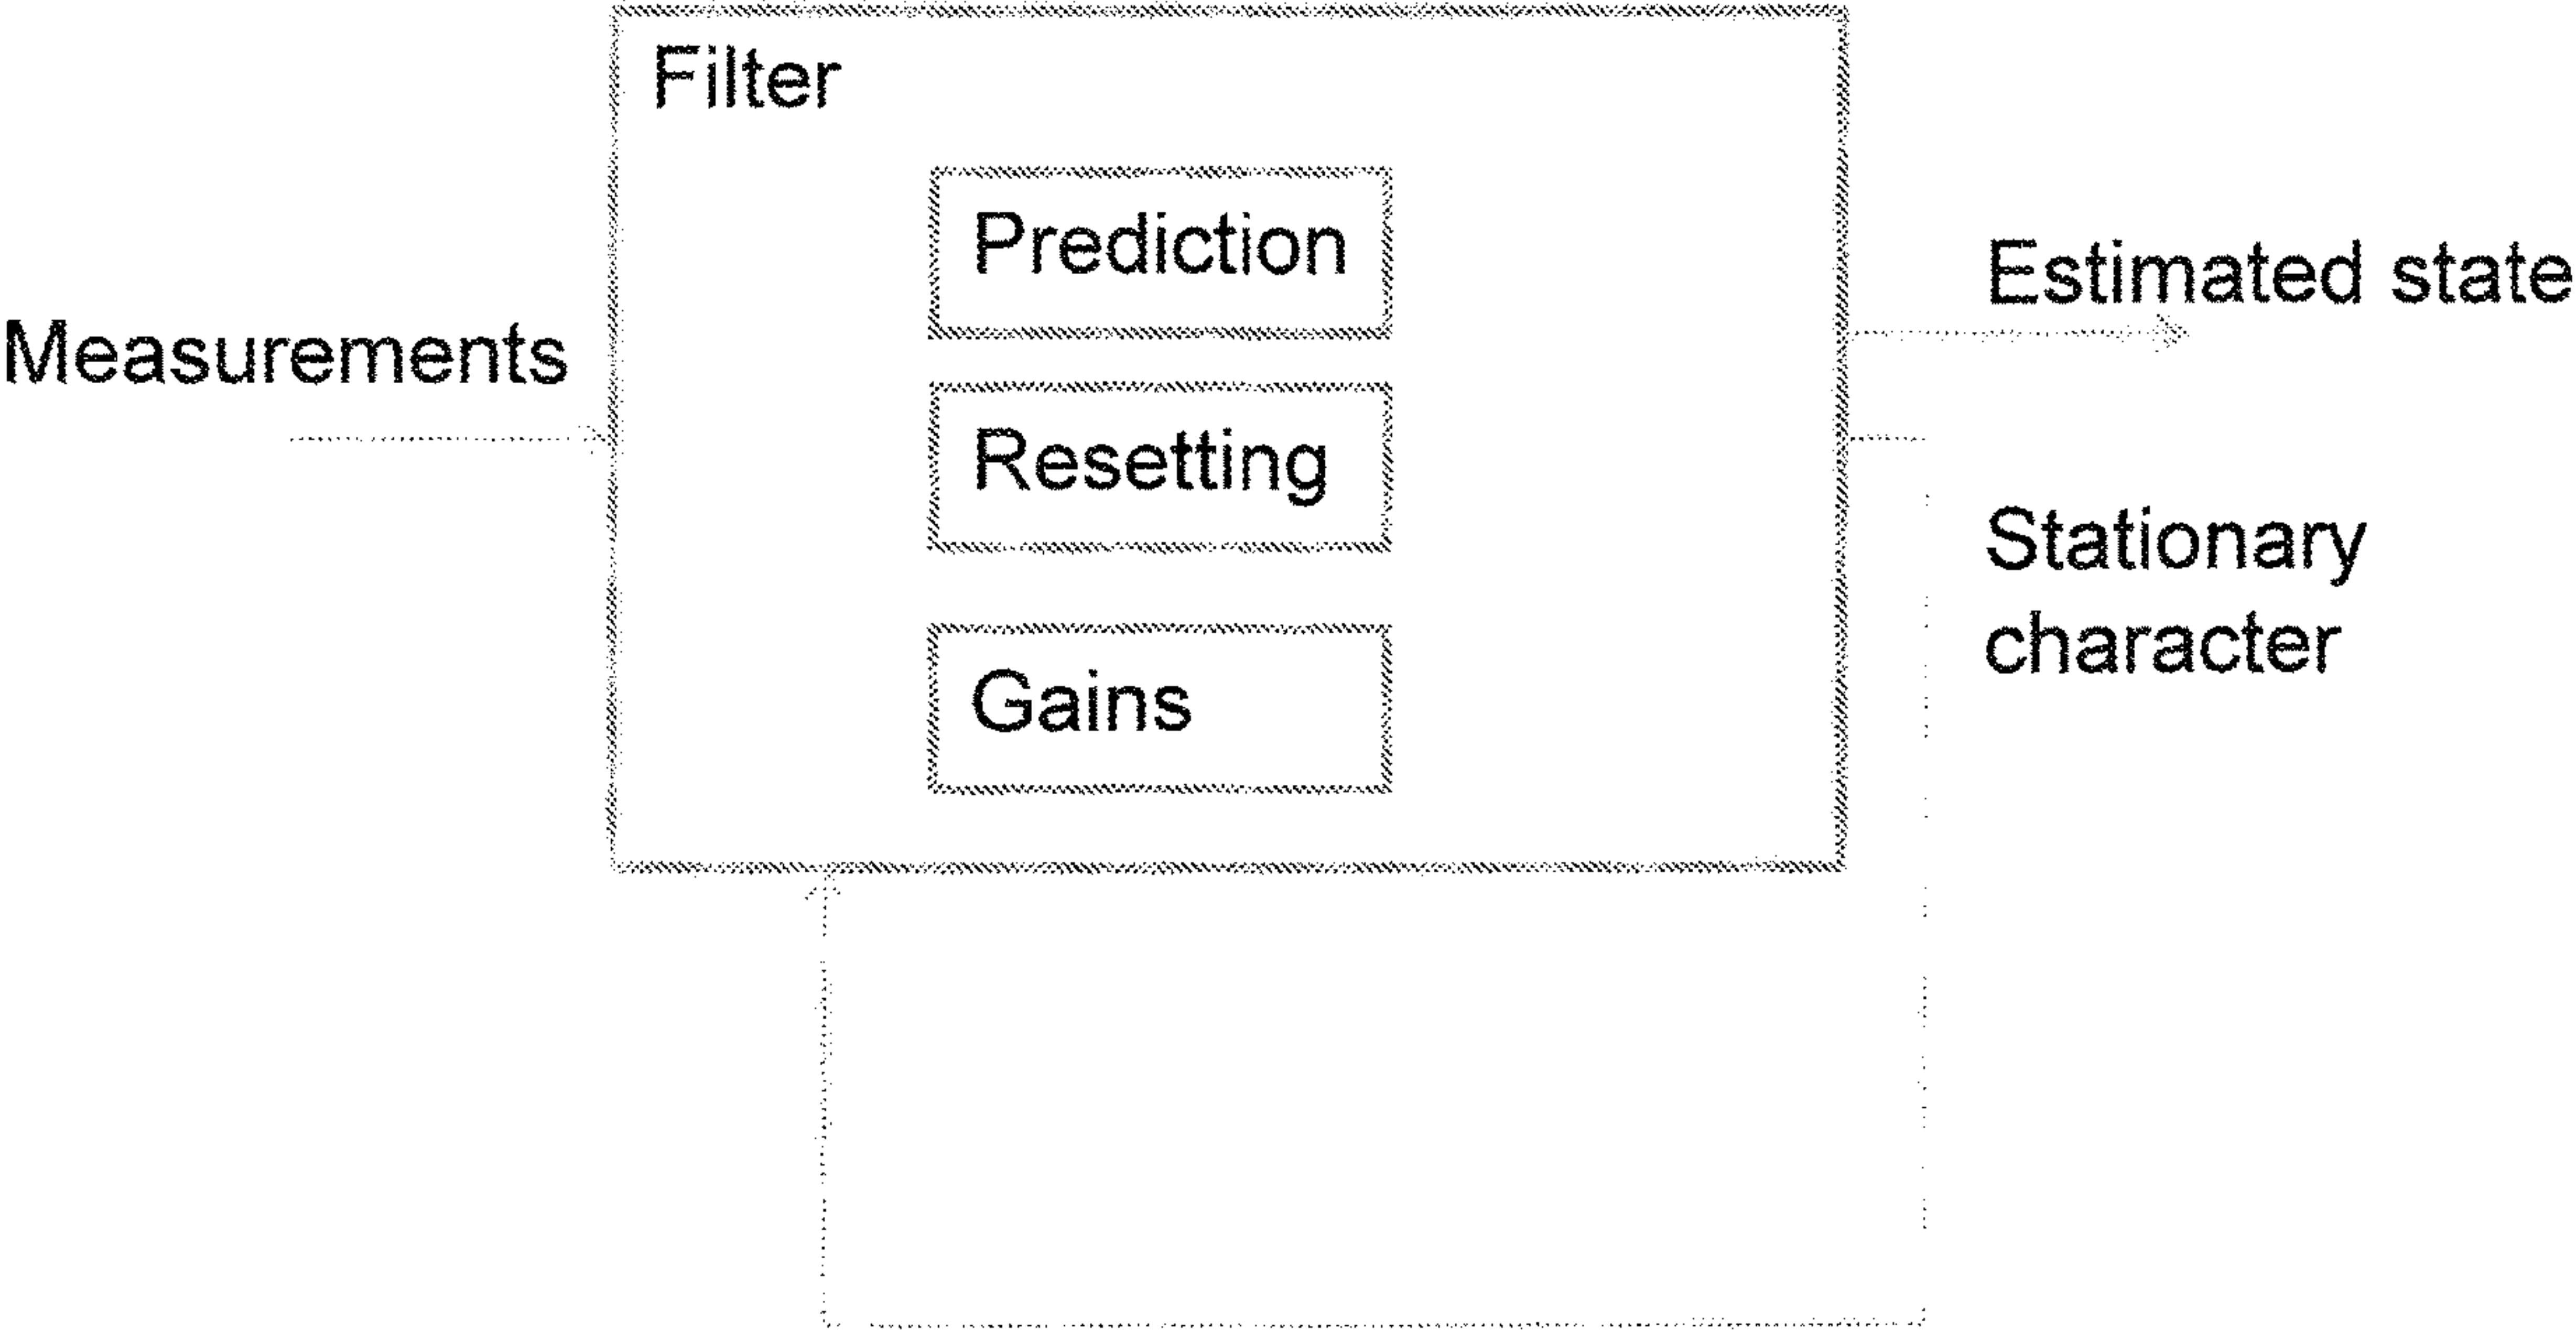 Filter
Prediction
Measurements
Resetting
Gains
Estimated state
Stationary
character